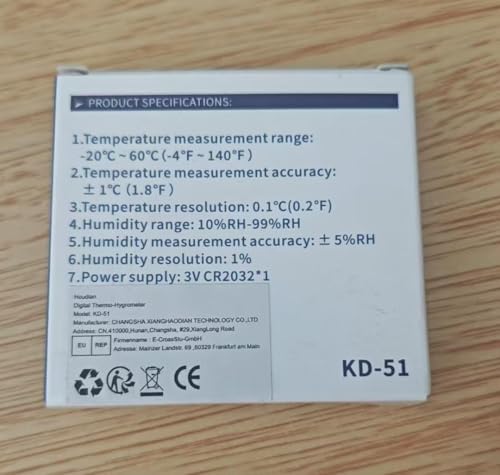 PRODUCT SPECIFICATIONS:
1.Temperature measurement range:
-20℃~60℃(-4℉~140℉)
2.Temperature measurement accuracy:
±1℃ (1.8℉)
3.Temperature resolution: 0.1℃(0.2℉)
4.Humidity range: 10%RH-99%RH
5.Humidity measurement accuracy: ±5%RH
6.Humidity resolution: 1%
7.Power supply: 3V CR2032*1
Houdian
Digital Thermo-Hygrometer
Model: KD-51
Manufacturer: CHANGSHA XIANGHAODIAN TECHNOLOGY CO.,LTD
Address: CN,410000,Hunan,Changsha, #29,XiangLong Road
EU REP
Firmenname: E-CrossStu-GmbH
Adresse: Mainzer Landstr. 69 ,60329 Frankfurt am Main
CE
KD-51